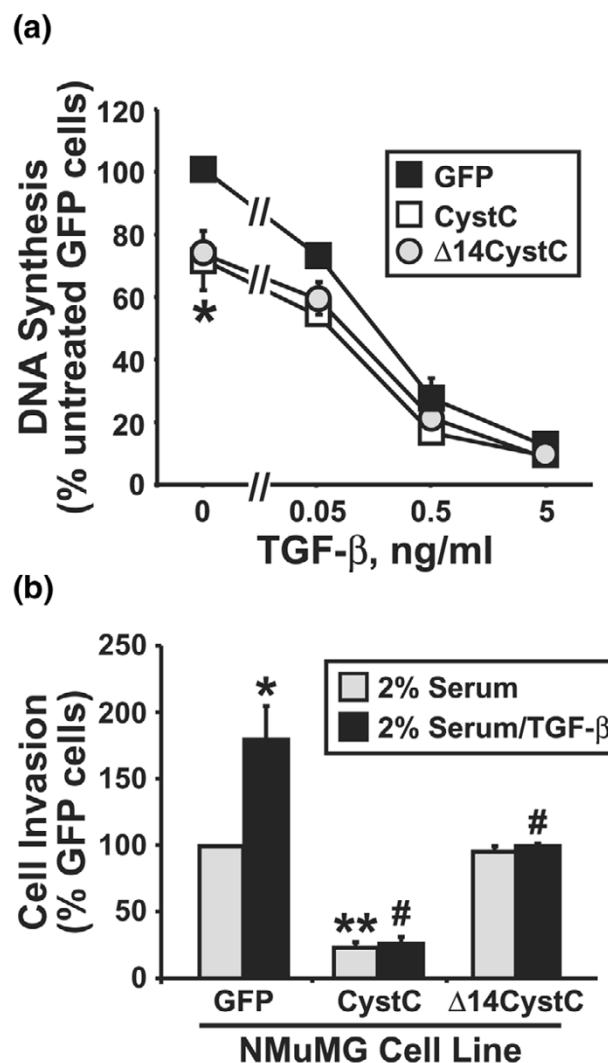 (a)
DNA Synthesis
(% untreated GFP cells)
120
100
80
60
40
20
0
*
GFP
CystC
Δ14CystC
// 
//
//
//
0 0.05 0.5 5
TGF-β, ng/ml
(b)
Cell Invasion
(% GFP cells)
250
200
150
100
50
0
2% Serum
2% Serum/TGF-β
*
** # #
GFP CystC Δ14CystC
NMuMG Cell Line